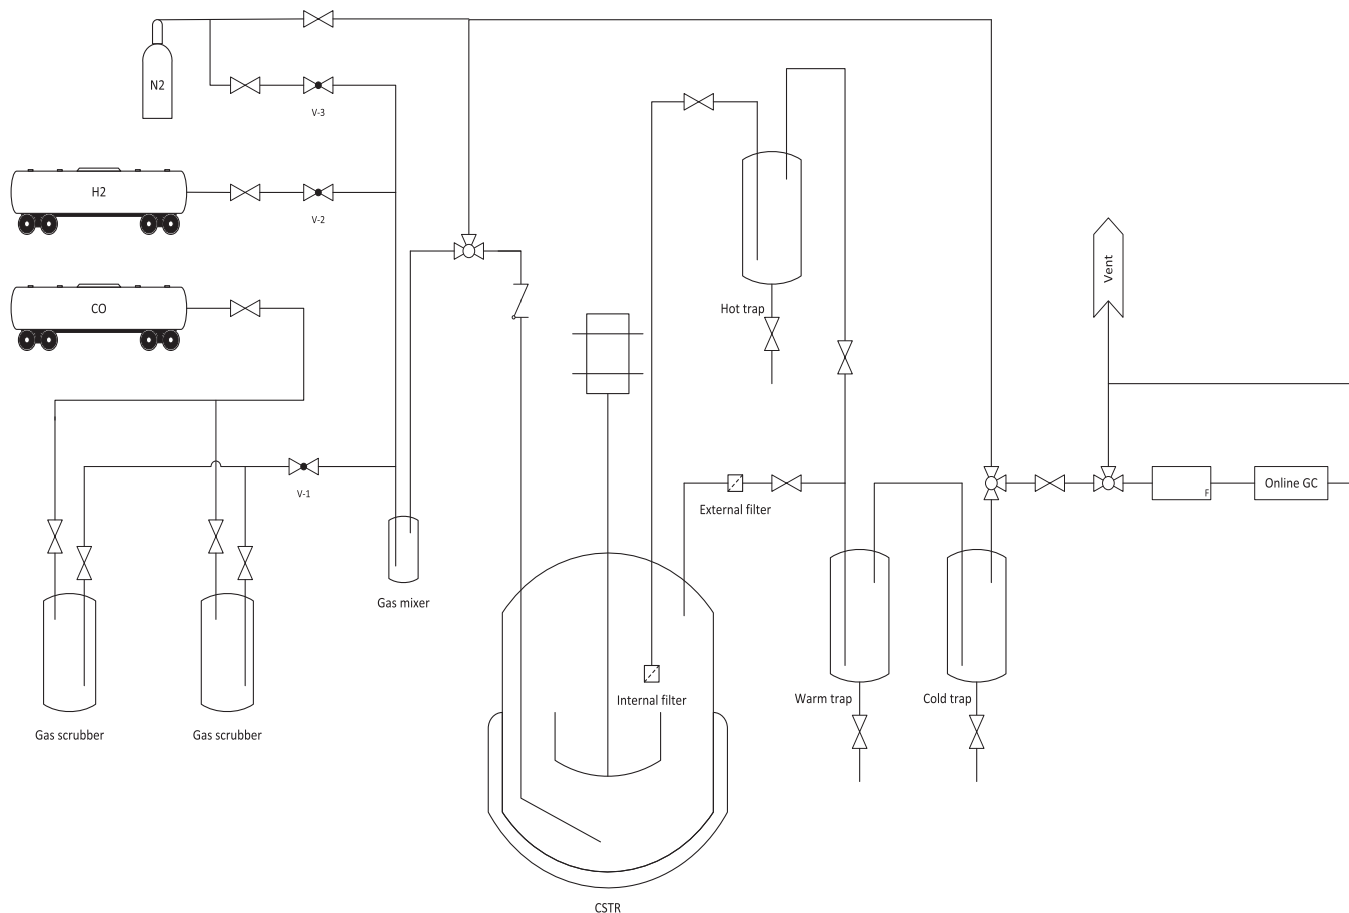 N2
V-3
H2
V-2
CO
Vent
Hot trap
V-1
Online GC
F
External filter
Gas mixer
Internal filter
Warm trap
Cold trap
Gas scrubber
Gas scrubber
CSTR